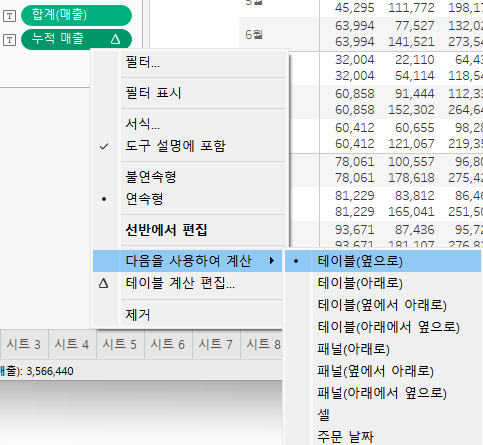 합계(매출)
누적 매출
5월
45,295 111,772 198,17
6월
63,994 77,527 132,02
63,994 141,521 273,54
32,004 22,110 64,43
32,004 54,114 118,54
60,858 91,444 112,33
60,858 152,302 264,64
60,412 60,655 98,28
60,412 121,067 219,35
78,061 100,557 96,80
78,061 178,618 275,42
81,229 83,812 86,46
81,229 165,041 251,50
93,671 87,436 95,72
93,671 181,107 276,83
필터...
필터 표시
서식...
도구 설명에 포함
불연속형
연속형
선반에서 편집
다음을 사용하여 계산
테이블 계산 편집...
제거
테이블(옆으로)
테이블(아래로)
테이블(옆에서 아래로)
테이블(아래에서 옆으로)
패널(아래로)
패널(옆에서 아래로)
패널(아래에서 옆으로)
셀
주문 날짜
시트 3 시트 4 시트 5 시트 6 시트 7 시트 8
매출): 3,566,440